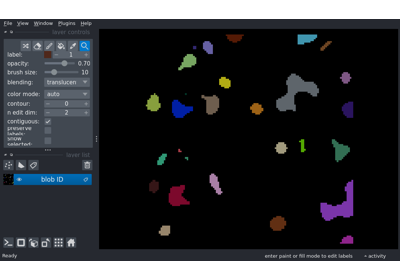 File View Window Plugins Help
layer controls
label: 1
opacity: 0.70
brush size: 10
blending: translucen
color mode: auto
contour: 0
n edit dim: 2
contiguous:
preserve labels:
show selected:
layer list
blob ID
Ready
enter paint or fill mode to edit labels activity